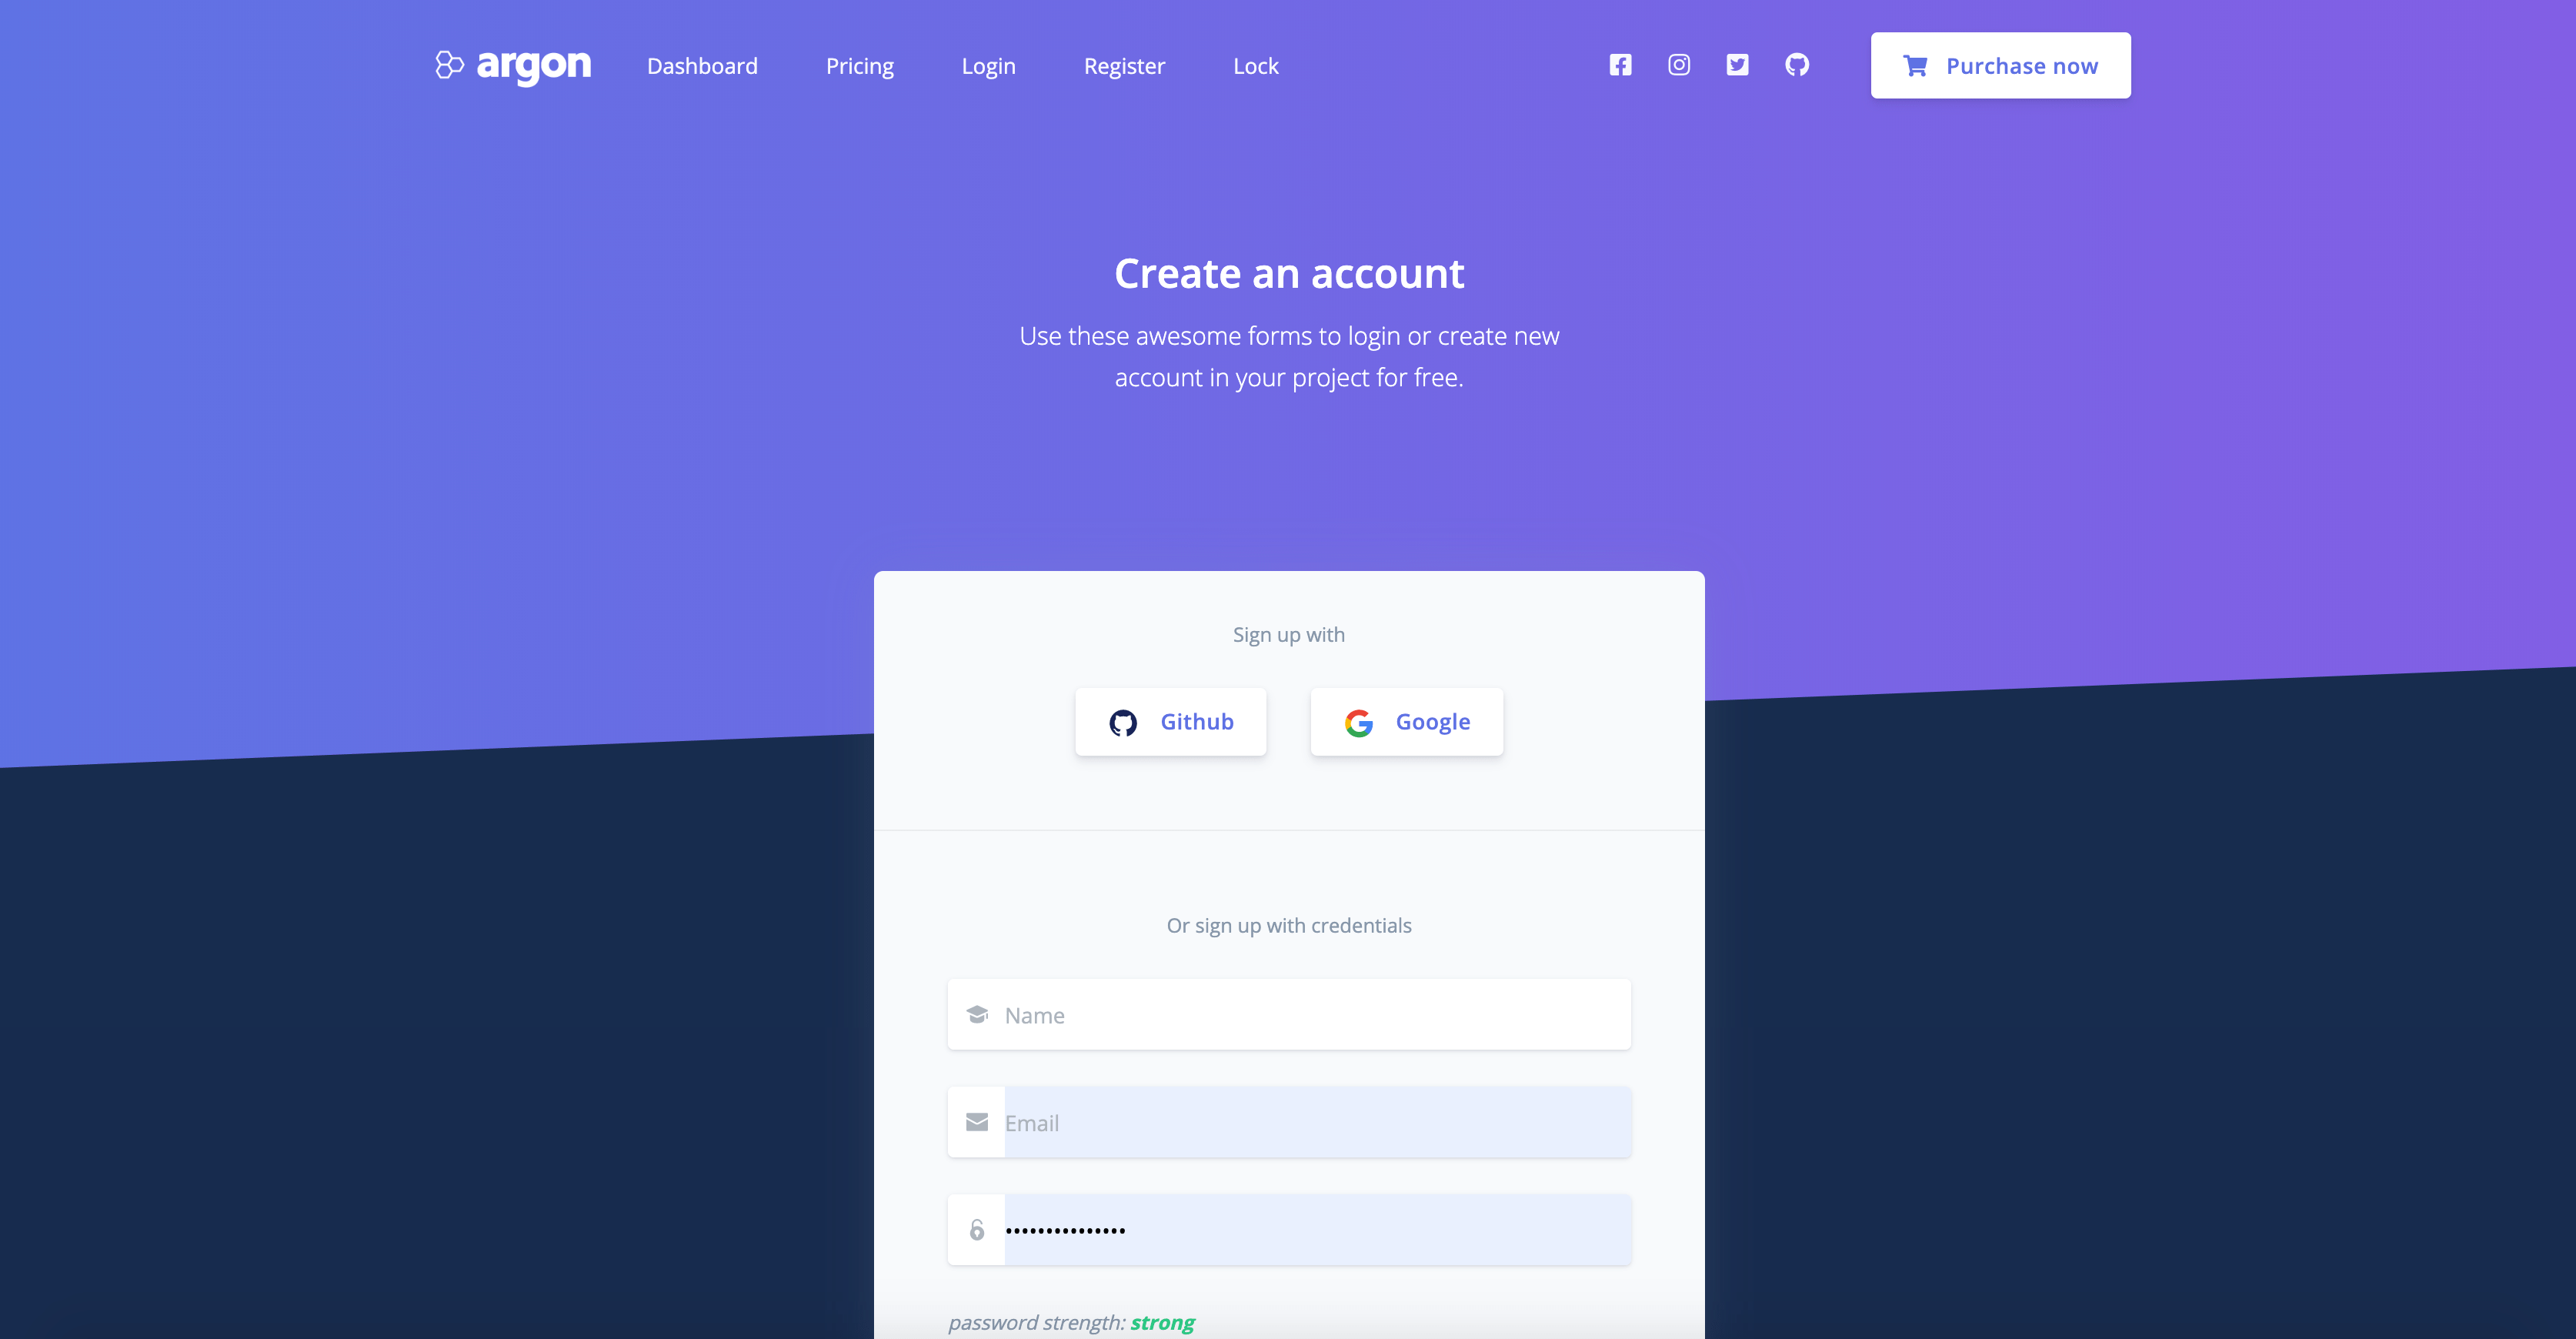 argon
Dashboard
Pricing
Login
Register
Lock
Purchase now
Create an account
Use these awesome forms to login or create new
account in your project for free.
Sign up with
Github
Google
Or sign up with credentials
Name
Email
•••••••••••••••
password strength: strong